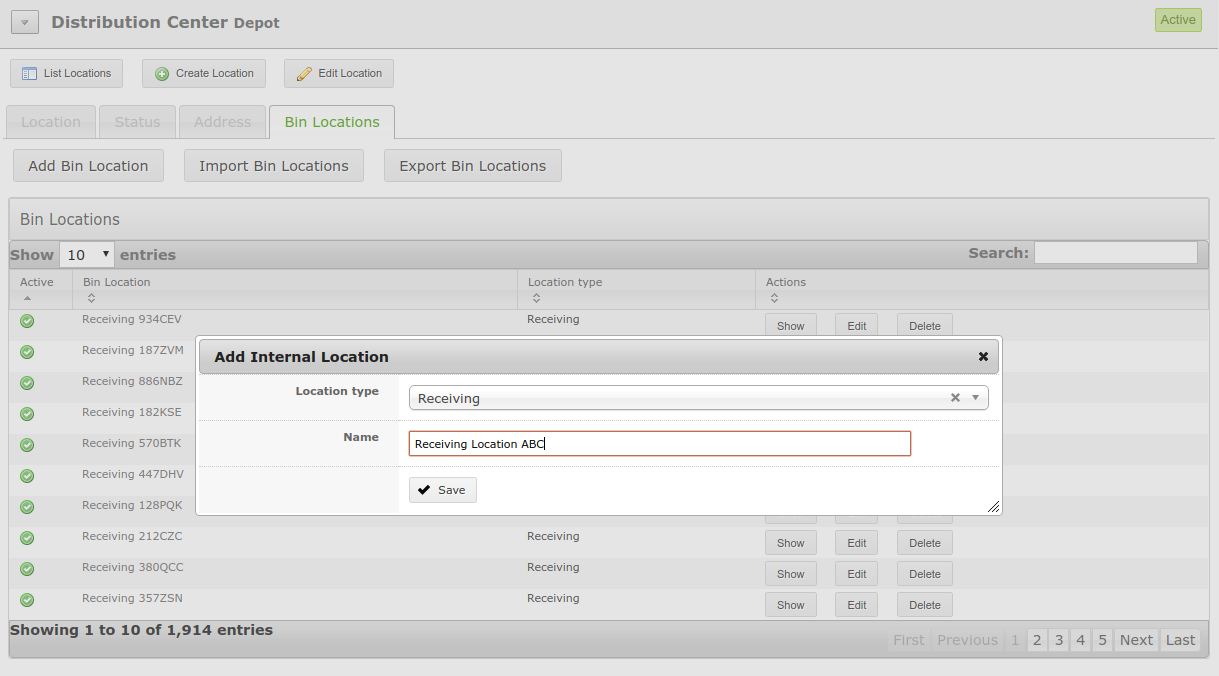 Distribution Center Depot
Active
List Locations Create Location Edit Location
Location Status Address Bin Locations
Add Bin Location Import Bin Locations Export Bin Locations
Bin Locations
Show 10 entries Search:
Active Bin Location Location type Actions
Receiving 934CEV Receiving Show Edit Delete
Receiving 187ZVM
Receiving 886NBZ
Receiving 182KSE
Receiving 570BTK
Receiving 447DHV
Receiving 128PQK
Add Internal Location
Location type Receiving
Name Receiving Location ABC
Save
Receiving 212CZC Receiving Show Edit Delete
Receiving 380QCC Receiving Show Edit Delete
Receiving 357ZSN Receiving Show Edit Delete
Showing 1 to 10 of 1,914 entries
First Previous 1 2 3 4 5 Next Last